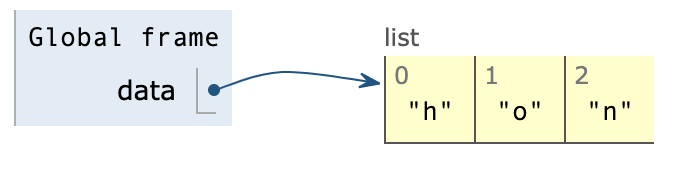 Global frame
list
data
0 1 2
"h" "o" "n"